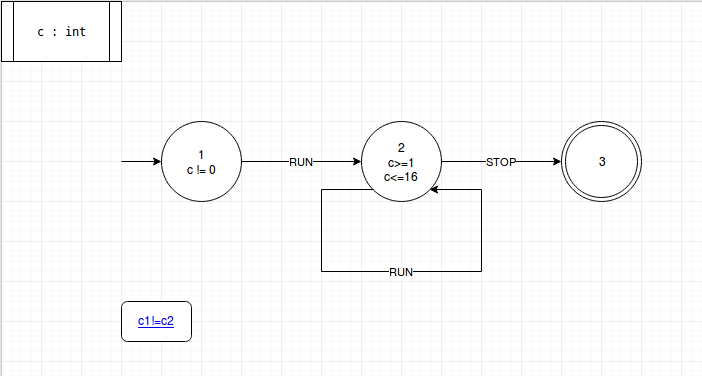 c : int
1
c != 0
RUN
2
c>=1
c<=16
STOP
3
RUN
c1!=c2